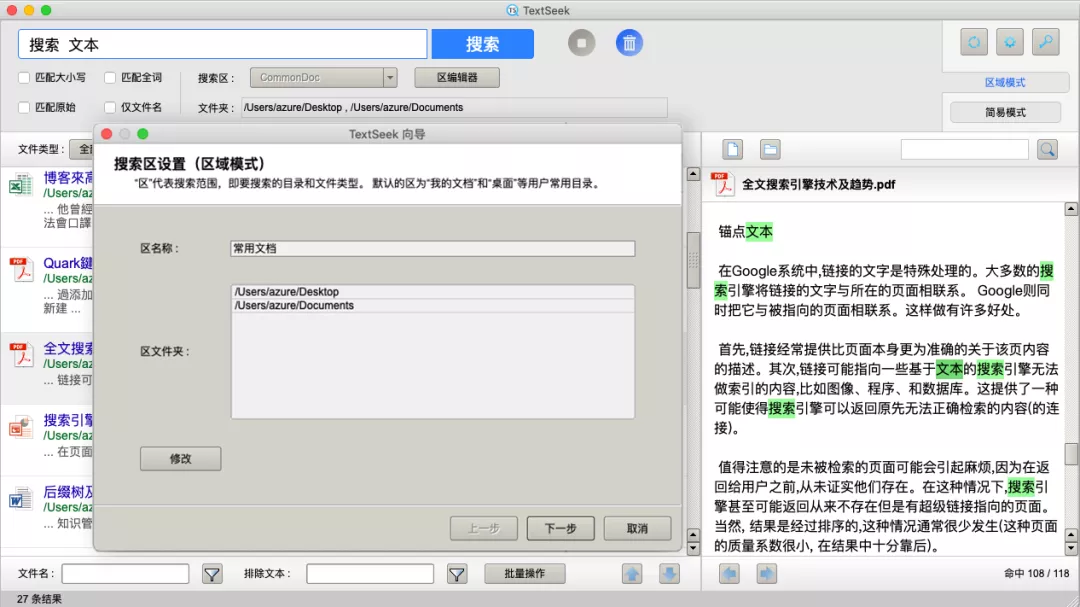 TextSeek
搜索 文本
搜索
匹配大小写
匹配全词
搜索区：
CommonDoc
区编辑器
匹配原始
仅文件名
文件夹：
/Users/azure/Desktop , /Users/azure/Documents
区域模式
简易模式
文件类型：
TextSeek 向导
搜索区设置（区域模式）
“区”代表搜索范围，即要搜索的目录和文件类型。 默认的区为“我的文档”和“桌面”等用户常用目录。
区名称：
常用文档
区文件夹：
/Users/azure/Desktop
/Users/azure/Documents
修改
上一步
下一步
取消
博客來高
/Users/az
... 他曾經
法會口譯
Quark鍵
/Users/az
... 過添加
新建 ...
全文搜索
/Users/az
... 链接可
搜索引擎
/Users/az
... 在页面
后缀树及
/Users/az
... 知识管
全文搜索引擎技术及趋势.pdf
锚点文本
在Google系统中,链接的文字是特殊处理的。大多数的搜
索引擎将链接的文字与所在的页面相联系。 Google则同
时把它与被指向的页面相联系。这样做有许多好处。
首先,链接经常提供比页面本身更为准确的关于该页内容
的描述。其次,链接可能指向一些基于文本的搜索引擎无法
做索引的内容,比如图像、程序、和数据库。这提供了一种
可能使得搜索引擎可以返回原先无法正确检索的内容(的连
接)。
值得注意的是未被检索的页面可能会引起麻烦,因为在返
回给用户之前,从未证实他们存在。在这种情况下,搜索引
擎甚至可能返回从来不存在但是有超级链接指向的页面。
当然, 结果是经过排序的,这种情况通常很少发生(这种页面
的质量系数很小, 在结果中十分靠后)。
文件名：
排除文本：
批量操作
命中 108 / 118
27 条结果